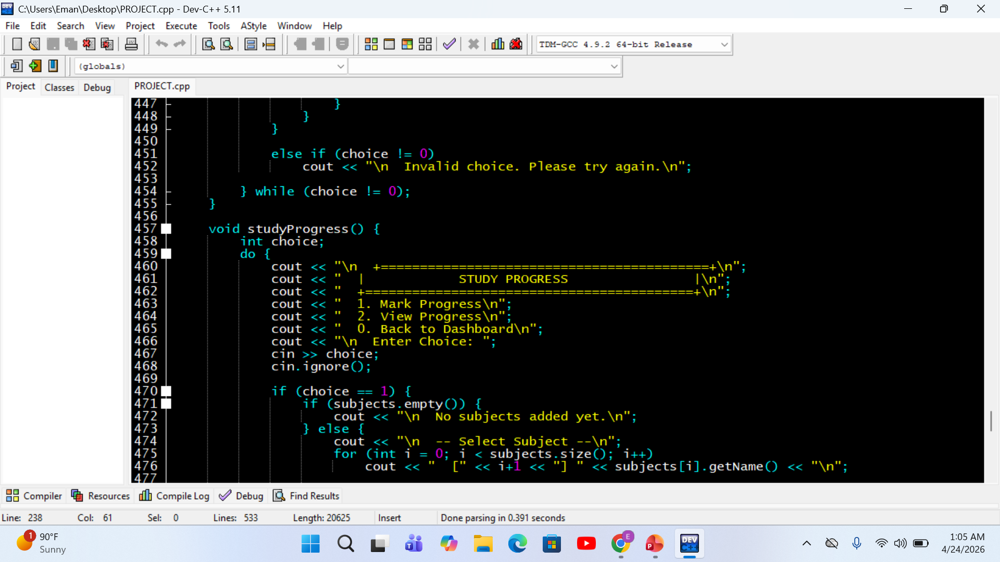 C:\Users\Eman\Desktop\PROJECT.cpp - Dev-C++ 5.11
File Edit Search View Project Execute Tools AStyle Window Help
TDM-GCC 4.9.2 64-bit Release
(globals)
Project Classes Debug PROJECT.cpp
447 }
448 }
449 }
450
451 else if (choice != 0)
452 cout << "\n  Invalid choice. Please try again.\n";
453
454 } while (choice != 0);
455 }
456
457 void studyProgress() {
458 int choice;
459 do {
460 cout << "\n  +==========================================+\n";
461 cout << "  |            STUDY PROGRESS                |\n";
462 cout << "  +==========================================+\n";
463 cout << "  1. Mark Progress\n";
464 cout << "  2. View Progress\n";
465 cout << "  0. Back to Dashboard\n";
466 cout << "\n  Enter Choice: ";
467 cin >> choice;
468 cin.ignore();
469
470 if (choice == 1) {
471 if (subjects.empty()) {
472 cout << "\n  No subjects added yet.\n";
473 } else {
474 cout << "\n  -- Select Subject --\n";
475 for (int i = 0; i < subjects.size(); i++)
476 cout << "  [" << i+1 << "] " << subjects[i].getName() << "\n";
477
Compiler Resources Compile Log Debug Find Results
Line: 238 Col: 61 Sel: 0 Lines: 533 Length: 20625 Insert Done parsing in 0.391 seconds
1 90°F
Sunny
T
E
P
DEV
C++
1:05 AM
4/24/2026